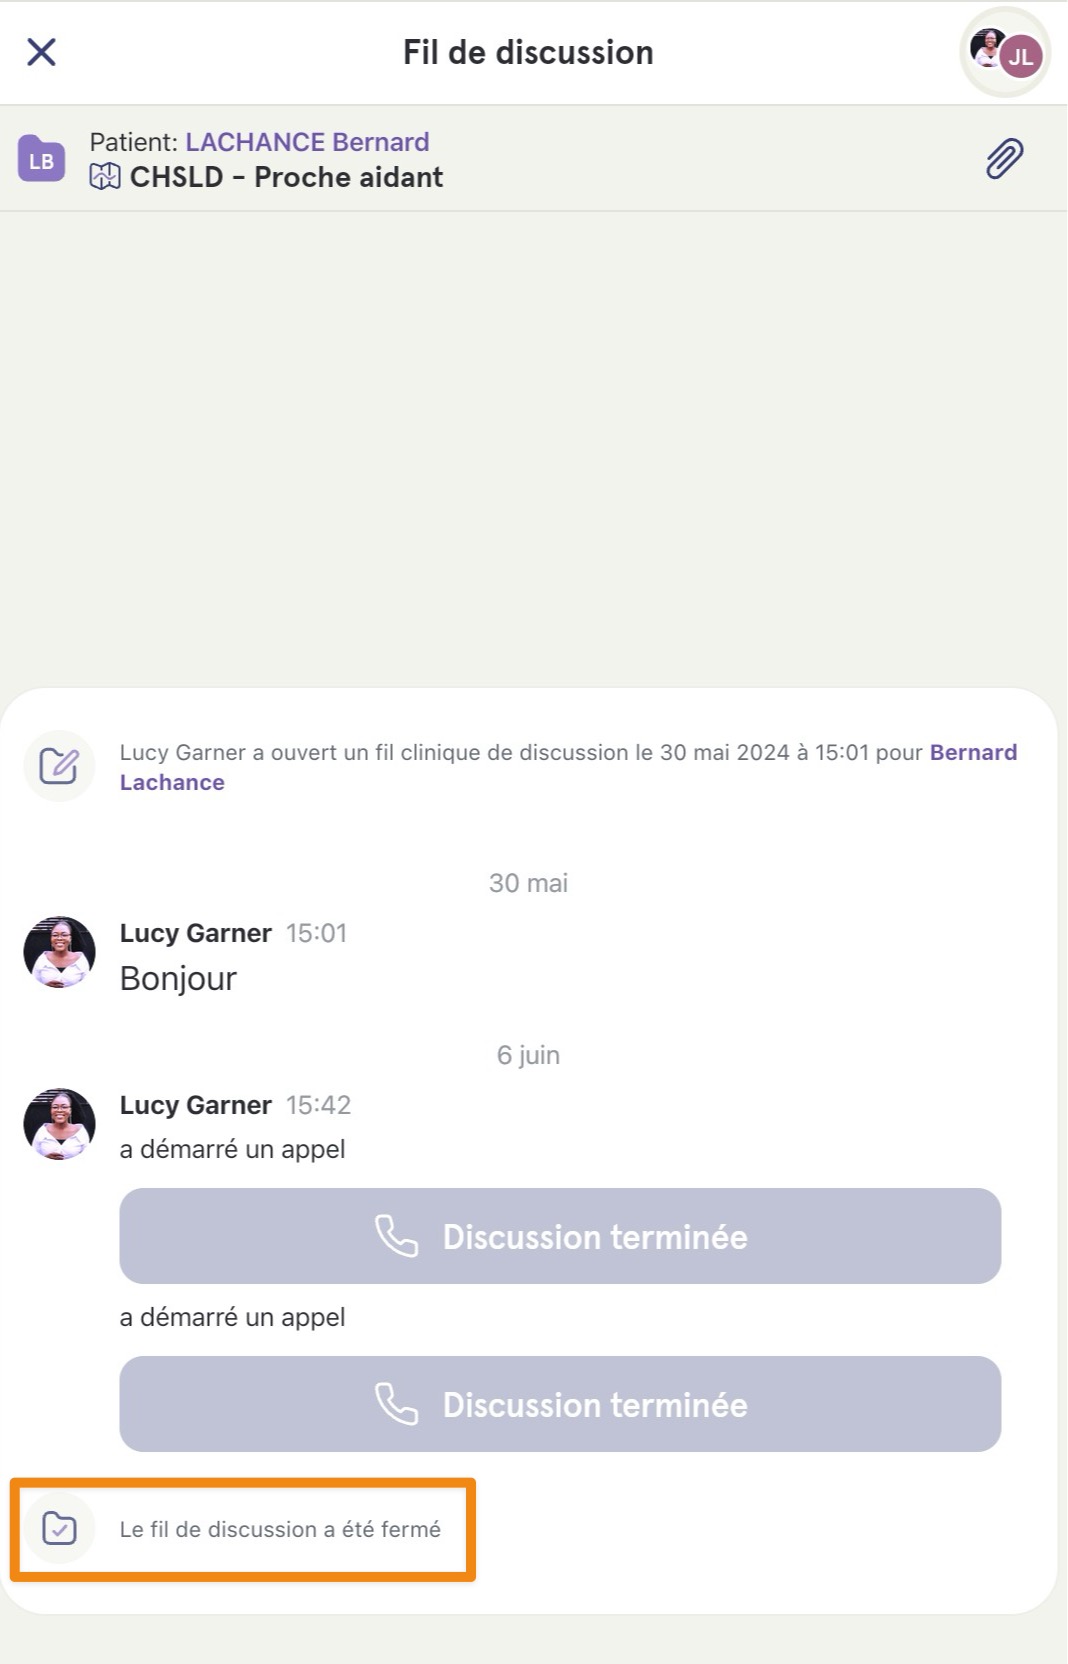 Fil de discussion
JL
LB
Patient: LACHANCE Bernard
CHSLD - Proche aidant
Lucy Garner a ouvert un fil clinique de discussion le 30 mai 2024 à 15:01 pour Bernard
Lachance
30 mai
Lucy Garner 15:01
Bonjour
6 juin
Lucy Garner 15:42
a démarré un appel
Discussion terminée
a démarré un appel
Discussion terminée
Le fil de discussion a été fermé